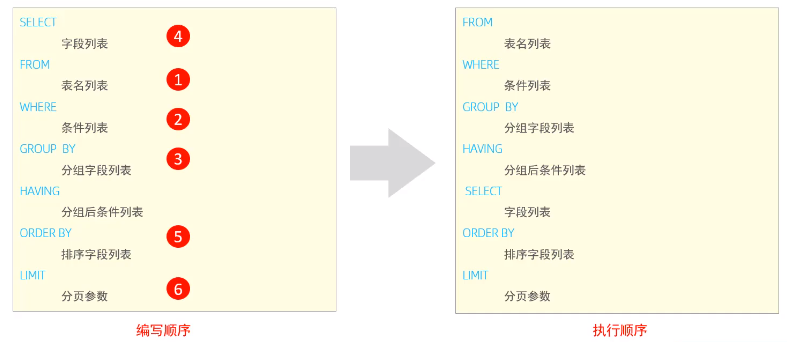 SELECT
字段列表
4
FROM
表名列表
1
WHERE
条件列表
2
GROUP BY
分组字段列表
3
HAVING
分组后条件列表
ORDER BY
排序字段列表
5
LIMIT
分页参数
6
编写顺序
FROM
表名列表
WHERE
条件列表
GROUP BY
分组字段列表
HAVING
分组后条件列表
SELECT
字段列表
ORDER BY
排序字段列表
LIMIT
分页参数
执行顺序